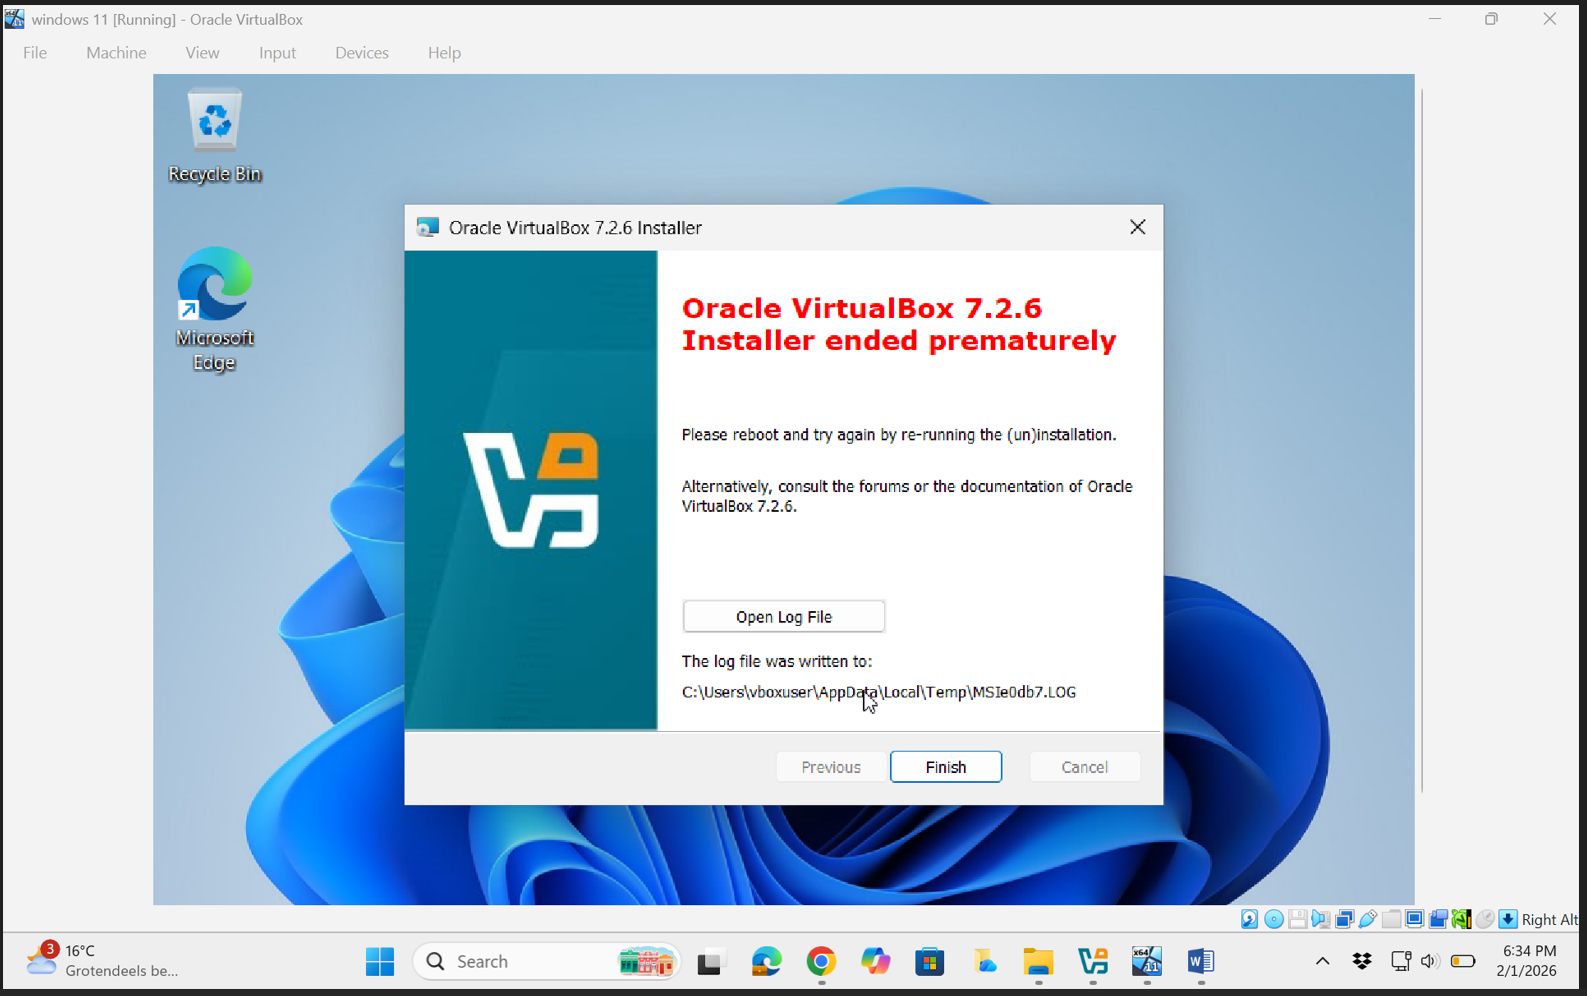 windows 11 [Running] - Oracle VirtualBox
File Machine View Input Devices Help
Recycle Bin
Microsoft
Edge
Oracle VirtualBox 7.2.6 Installer
Oracle VirtualBox 7.2.6
Installer ended prematurely
Please reboot and try again by re-running the (un)installation.
Alternatively, consult the forums or the documentation of Oracle
VirtualBox 7.2.6.
Open Log File
The log file was written to:
C:\Users\vboxuser\AppData\Local\Temp\MSIe0db7.LOG
Previous Finish Cancel
Right Alt
3
16°C
Grotendeels be...
Search
x64
11
W
6:34 PM
2/1/2026